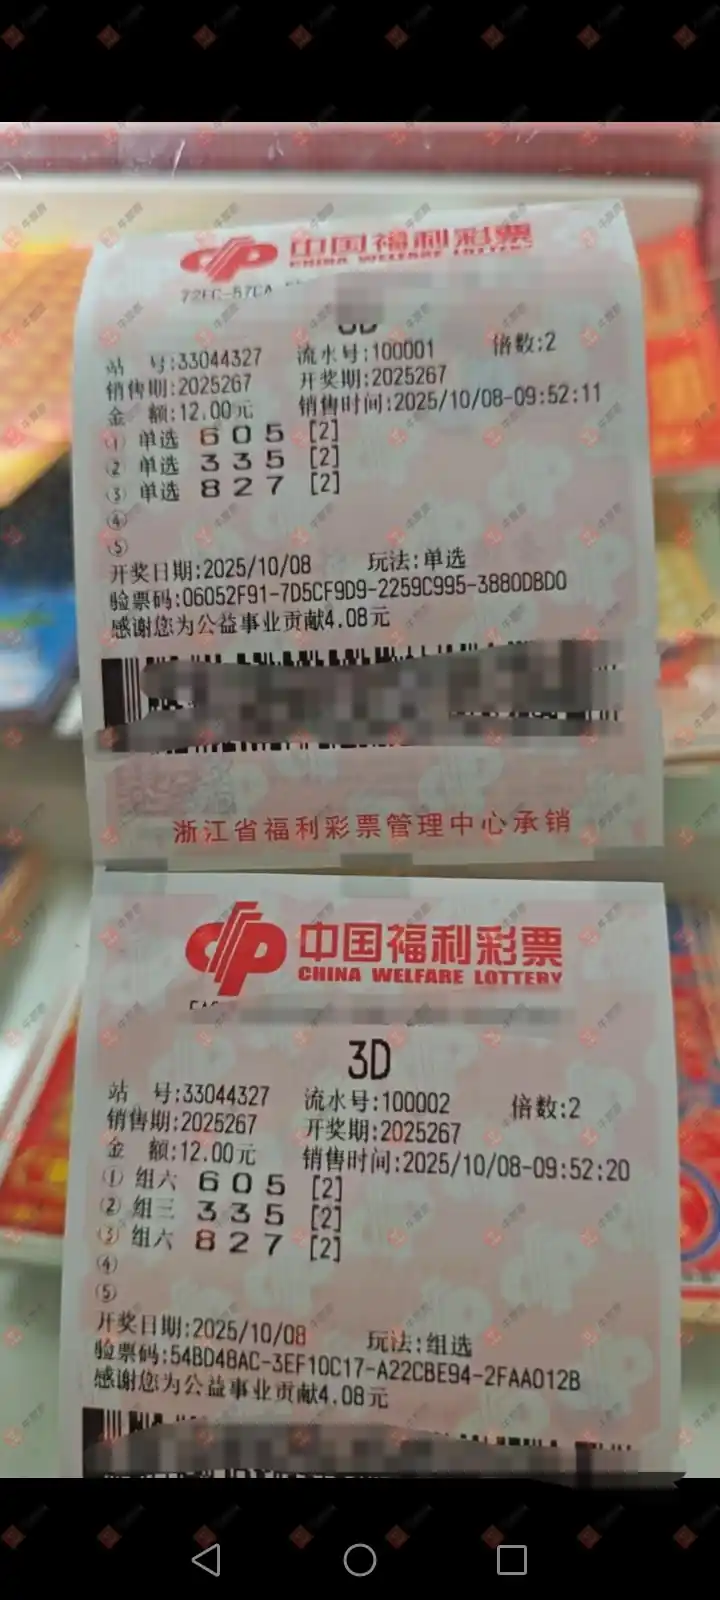 中国福利彩票
CHINA WELFARE LOTTERY
72EC-57CA
3D
站 号:33044327 流水号:100001 倍数:2
销售期:2025267 开奖期:2025267
金 额:12.00元 销售时间:2025/10/08-09:52:11
① 单选 6 0 5 [2]
② 单选 3 3 5 [2]
③ 单选 8 2 7 [2]
④
⑤
开奖日期:2025/10/08 玩法:单选
验票码:06052F91-7D5CF9D9-2259C995-3880DBD0
感谢您为公益事业贡献4.08元
浙江省福利彩票管理中心承销
中国福利彩票
CHINA WELFARE LOTTERY
3D
站 号:33044327 流水号:100002 倍数:2
销售期:2025267 开奖期:2025267
金 额:12.00元 销售时间:2025/10/08-09:52:20
① 组六 6 0 5 [2]
② 组三 3 3 5 [2]
③ 组六 8 2 7 [2]
④
⑤
开奖日期:2025/10/08 玩法:组选
验票码:54BD48AC-3EF10C17-A22CBE94-2FAA012B
感谢您为公益事业贡献4.08元